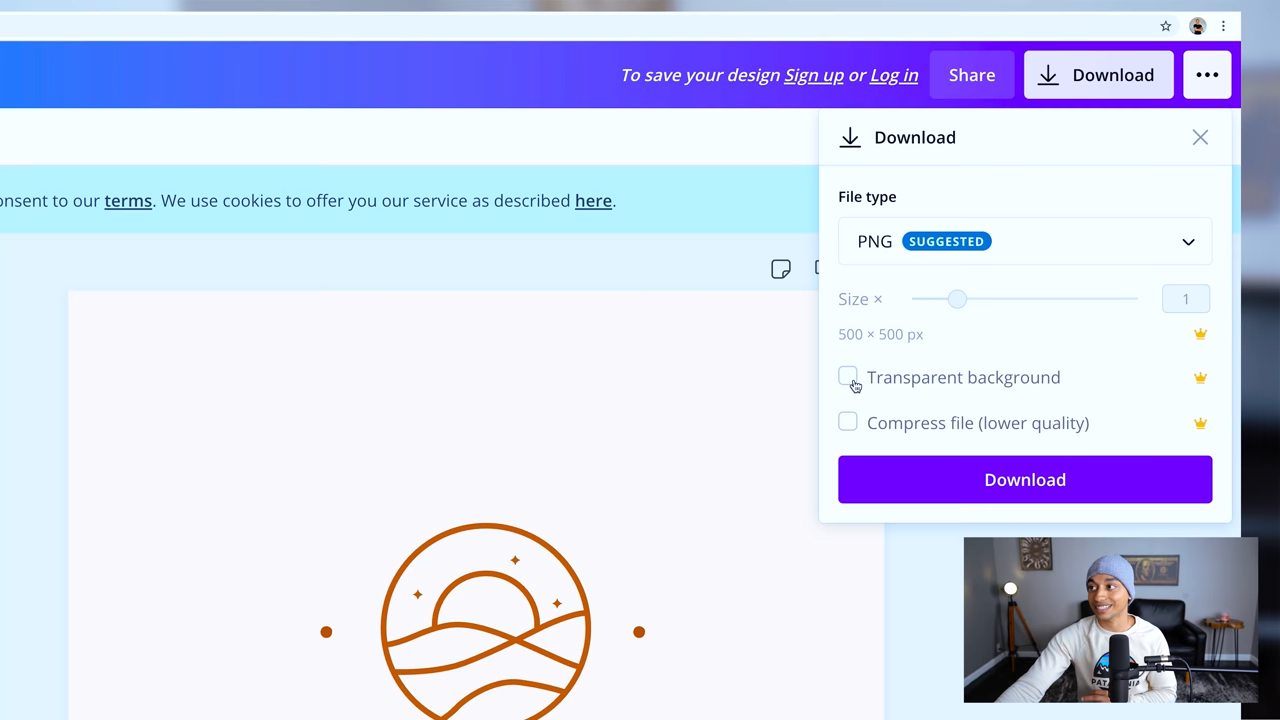 To save your design Sign up or Log in
Share
Download
Download
File type
PNG SUGGESTED
Size × 1
500 × 500 px
Transparent background
Compress file (lower quality)
Download
onsent to our terms. We use cookies to offer you our service as described here.